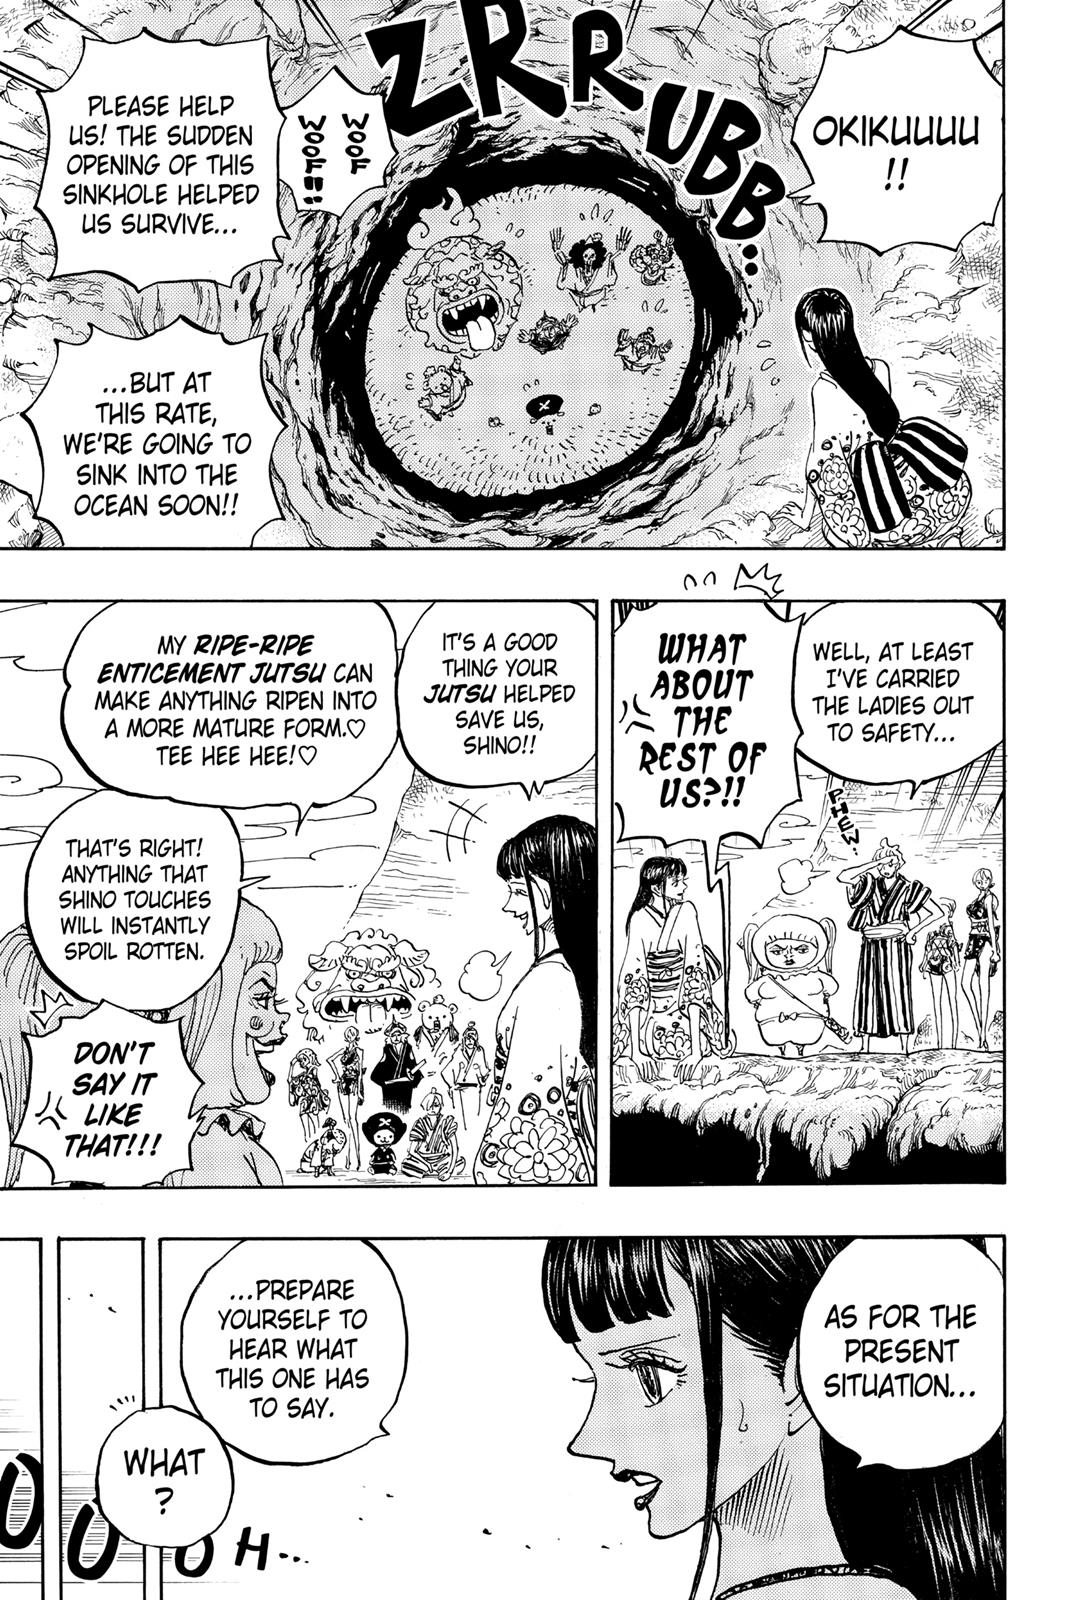 OKIKUUUU
!!
ZRRRUBBB...
WOOF
WOOF!!
PLEASE HELP
US! THE SUDDEN
OPENING OF THIS
SINKHOLE HELPED
US SURVIVE...
...BUT AT
THIS RATE,
WE'RE GOING TO
SINK INTO THE
OCEAN SOON!!
WELL, AT LEAST
I'VE CARRIED
THE LADIES OUT
TO SAFETY...
PHEW..
WHAT
ABOUT
THE
REST OF
US?!!
IT'S A GOOD
THING YOUR
JUTSU HELPED
SAVE US,
SHINO!!
MY RIPE-RIPE
ENTICEMENT JUTSU CAN
MAKE ANYTHING RIPEN INTO
A MORE MATURE FORM.♡
TEE HEE HEE!♡
THAT'S RIGHT!
ANYTHING THAT
SHINO TOUCHES
WILL INSTANTLY
SPOIL ROTTEN.
DON'T
SAY IT
LIKE
THAT!!!
AS FOR THE
PRESENT
SITUATION...
...PREPARE
YOURSELF TO
HEAR WHAT
THIS ONE HAS
TO SAY.
WHAT
?
OOOH...